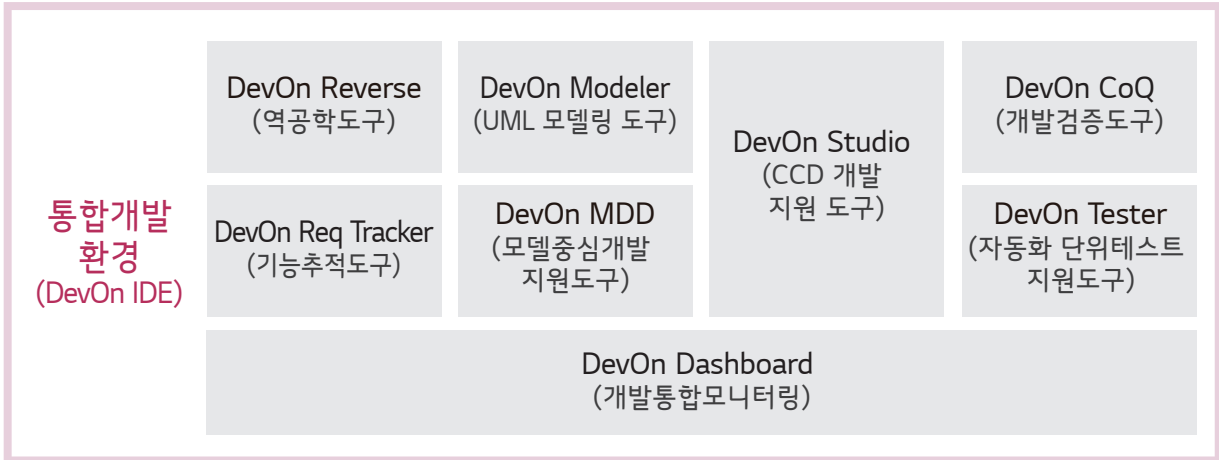 통합개발
환경
(DevOn IDE)
DevOn Reverse
(역공학도구)
DevOn Modeler
(UML 모델링 도구)
DevOn Studio
(CCD 개발
지원 도구)
DevOn CoQ
(개발검증도구)
DevOn Req Tracker
(기능추적도구)
DevOn MDD
(모델중심개발
지원도구)
DevOn Tester
(자동화 단위테스트
지원도구)
DevOn Dashboard
(개발통합모니터링)